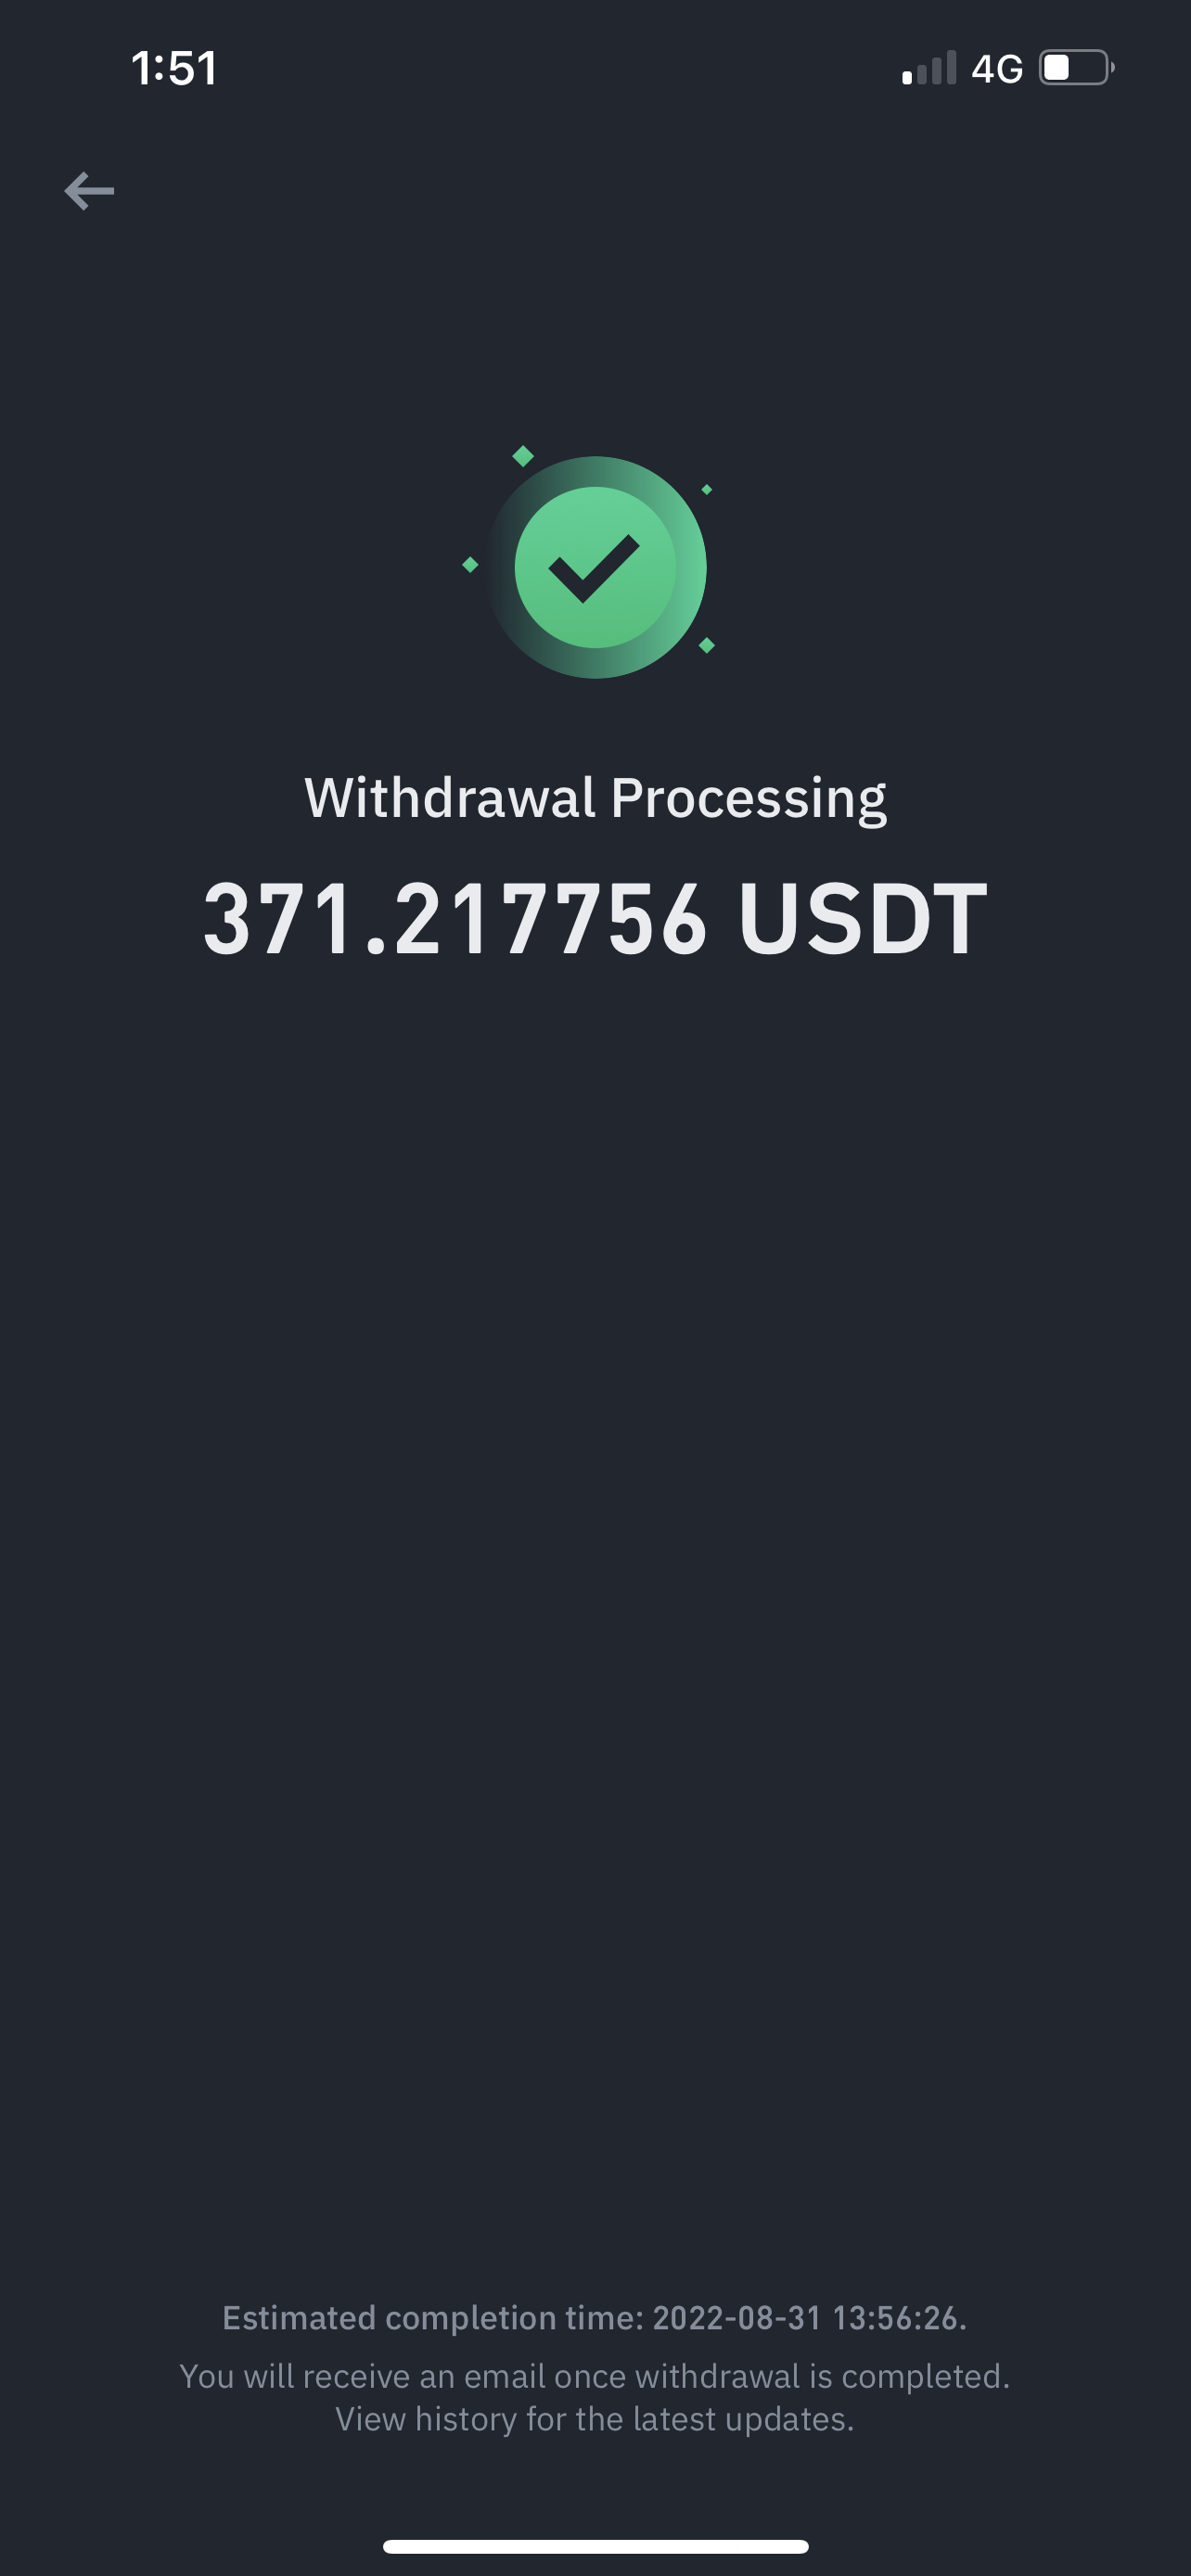 1:51
4G
Withdrawal Processing
371.217756 USDT
Estimated completion time: 2022-08-31 13:56:26.
You will receive an email once withdrawal is completed.
View history for the latest updates.